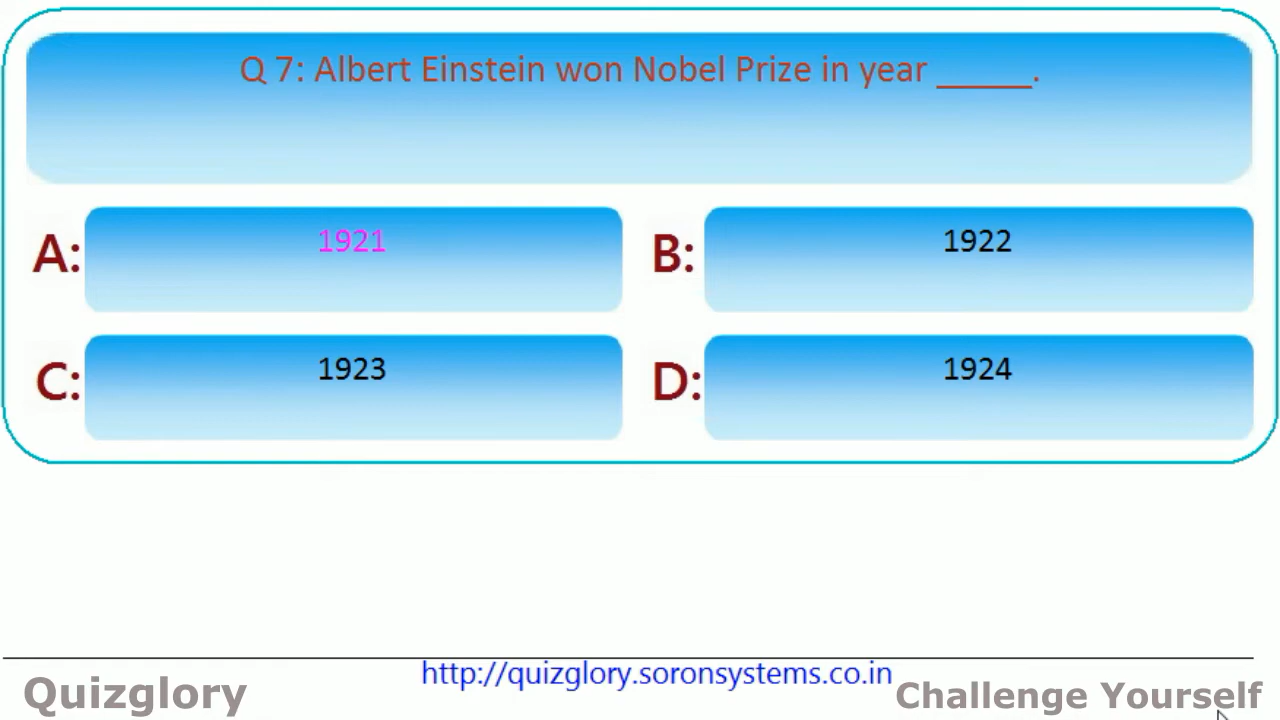 Q 7: Albert Einstein won Nobel Prize in year _____.
A: 1921
B: 1922
C: 1923
D: 1924
http://quizglory.soronsystems.co.in
Quizglory
Challenge Yourself